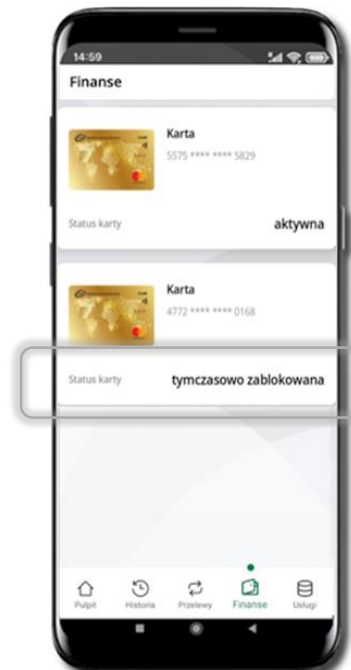 14:59
Finanse
Karta
5575 **** **** 5829
Status karty aktywna
Karta
4772 **** **** 0168
Status karty tymczasowo zablokowana
Pulpit Historia Przelewy Finanse Usługi